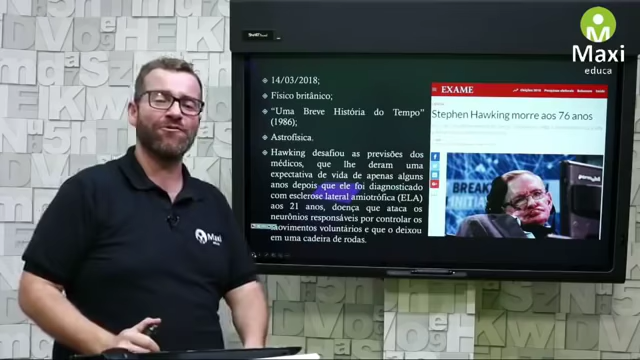 Maxi
educa
14/03/2018;
Físico britânico;
"Uma Breve História do Tempo"
(1986);
Astrofísica.
Hawking desafiou as previsões dos
médicos, que lhe deram uma
expectativa de vida de apenas alguns
anos depois que ele foi diagnosticado
com esclerose lateral amiotrófica (ELA)
aos 21 anos, doença que ataca os
neurônios responsáveis por controlar os
movimentos voluntários e que o deixou
em uma cadeira de rodas.
EXAME
Stephen Hawking morre aos 76 anos
BREAK
INITIA
Maxi
educa